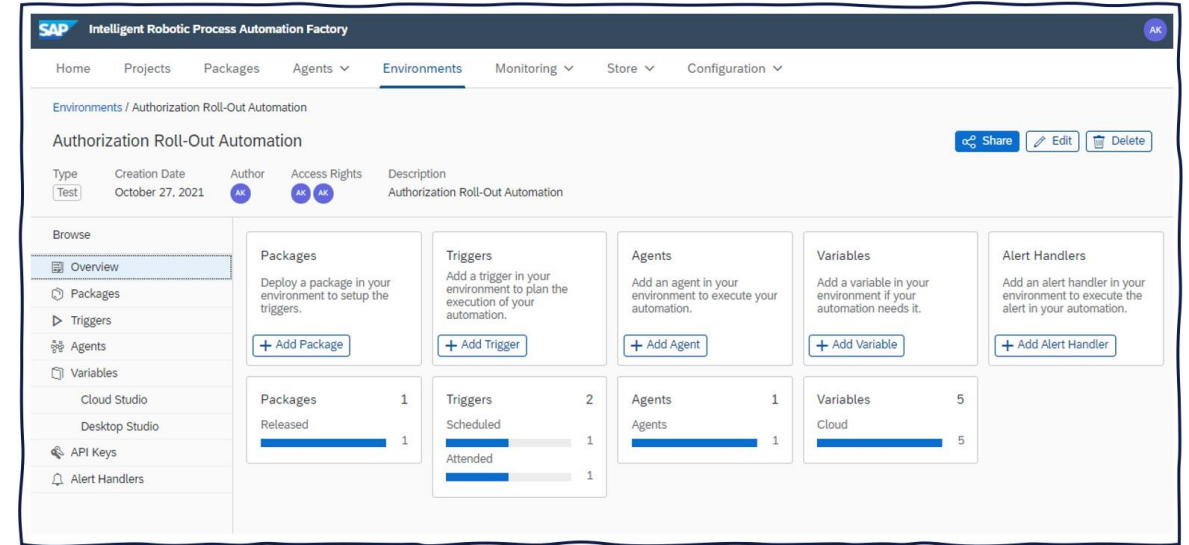 SAP Intelligent Robotic Process Automation Factory AK
Home Projects Packages Agents Environments Monitoring Store Configuration
Environments / Authorization Roll-Out Automation
Authorization Roll-Out Automation
Share Edit Delete
Type Creation Date Author Access Rights Description
Test October 27, 2021 AK AK AK Authorization Roll-Out Automation
Browse
Overview
Packages
Triggers
Agents
Variables
Cloud Studio
Desktop Studio
API Keys
Alert Handlers
Packages
Deploy a package in your
environment to setup the
triggers.
+ Add Package
Triggers
Add a trigger in your
environment to plan the
execution of your
automation.
+ Add Trigger
Agents
Add an agent in your
environment to execute your
automation.
+ Add Agent
Variables
Add a variable in your
environment if your
automation needs it.
+ Add Variable
Alert Handlers
Add an alert handler in your
environment to execute the
alert in your automation.
+ Add Alert Handler
Packages 1
Released
1
Triggers 2
Scheduled
1
Attended
1
Agents 1
Agents
1
Variables 5
Cloud
5